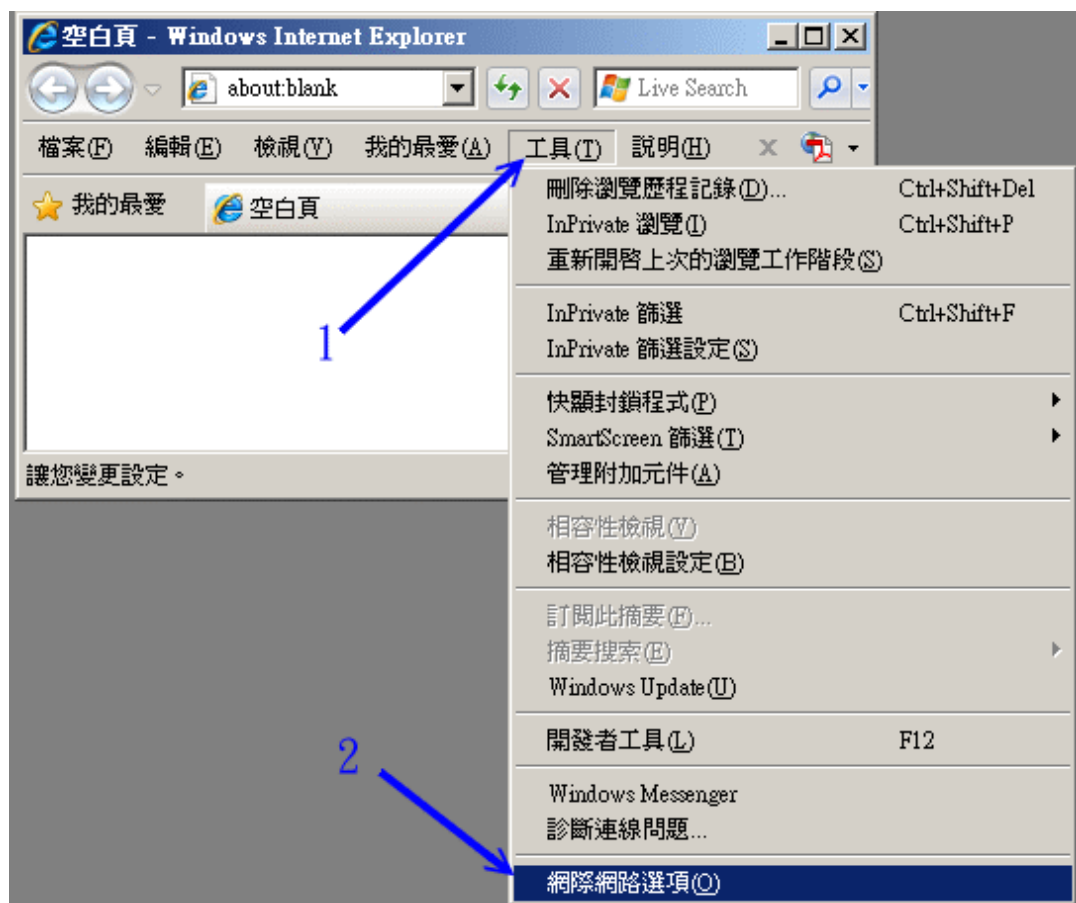 空白頁 - Windows Internet Explorer
about:blank
Live Search
檔案(F) 編輯(E) 檢視(V) 我的最愛(A) 工具(T) 說明(H)
我的最愛 空白頁
讓您變更設定。
1
刪除瀏覽歷程記錄(D)... Ctrl+Shift+Del
InPrivate 瀏覽(I) Ctrl+Shift+P
重新開啓上次的瀏覽工作階段(S)
InPrivate 篩選 Ctrl+Shift+F
InPrivate 篩選設定(S)
快顯封鎖程式(P)
SmartScreen 篩選(T)
管理附加元件(A)
相容性檢視(V)
相容性檢視設定(B)
訂閱此摘要(F)...
摘要搜索(E)
Windows Update(U)
開發者工具(L) F12
Windows Messenger
診斷連線問題...
2
網際網路選項(O)